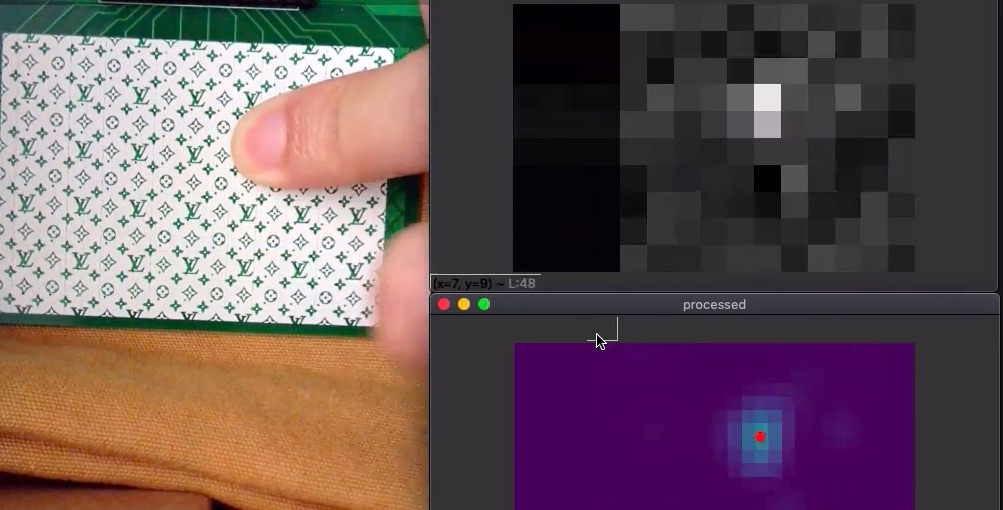 (x=7, y=9) ~ L:48
processed